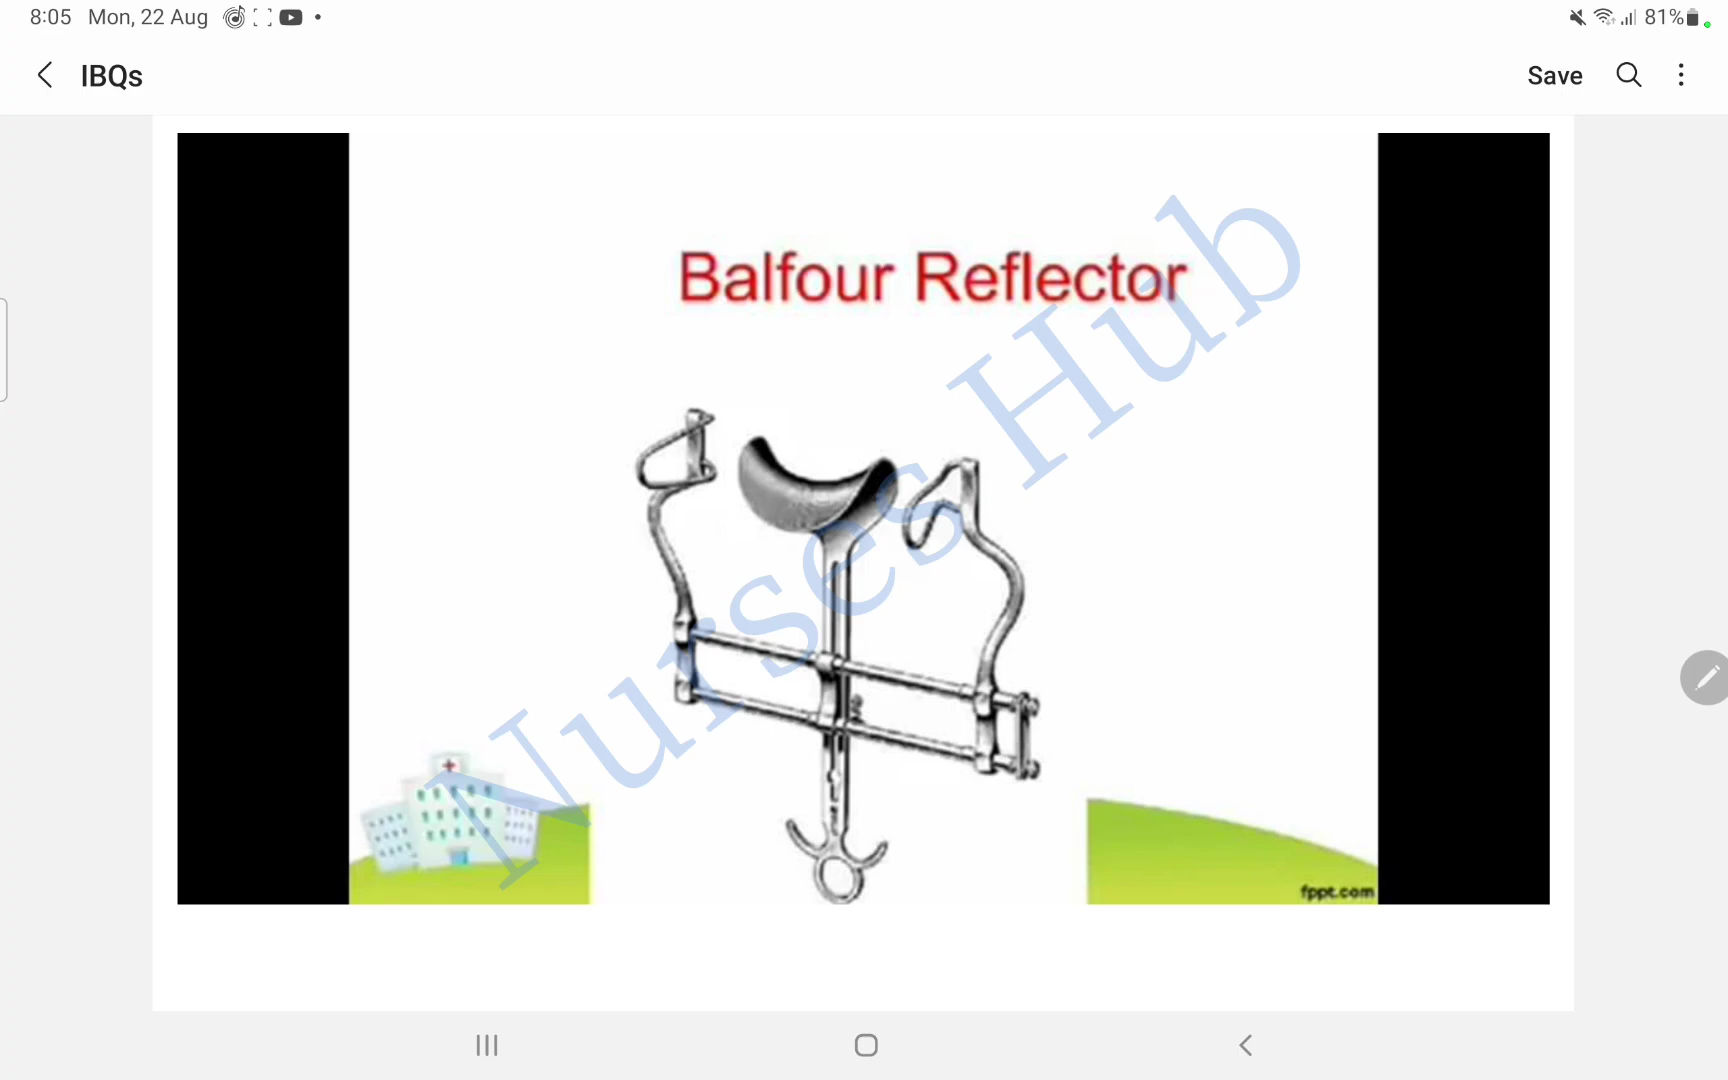 8:05 Mon, 22 Aug
81%
IBQs
Save
Balfour Reflector
Nurses Hub
fppt.com